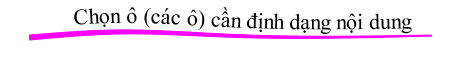 Chọn ô (các ô) cần định dạng nội dung